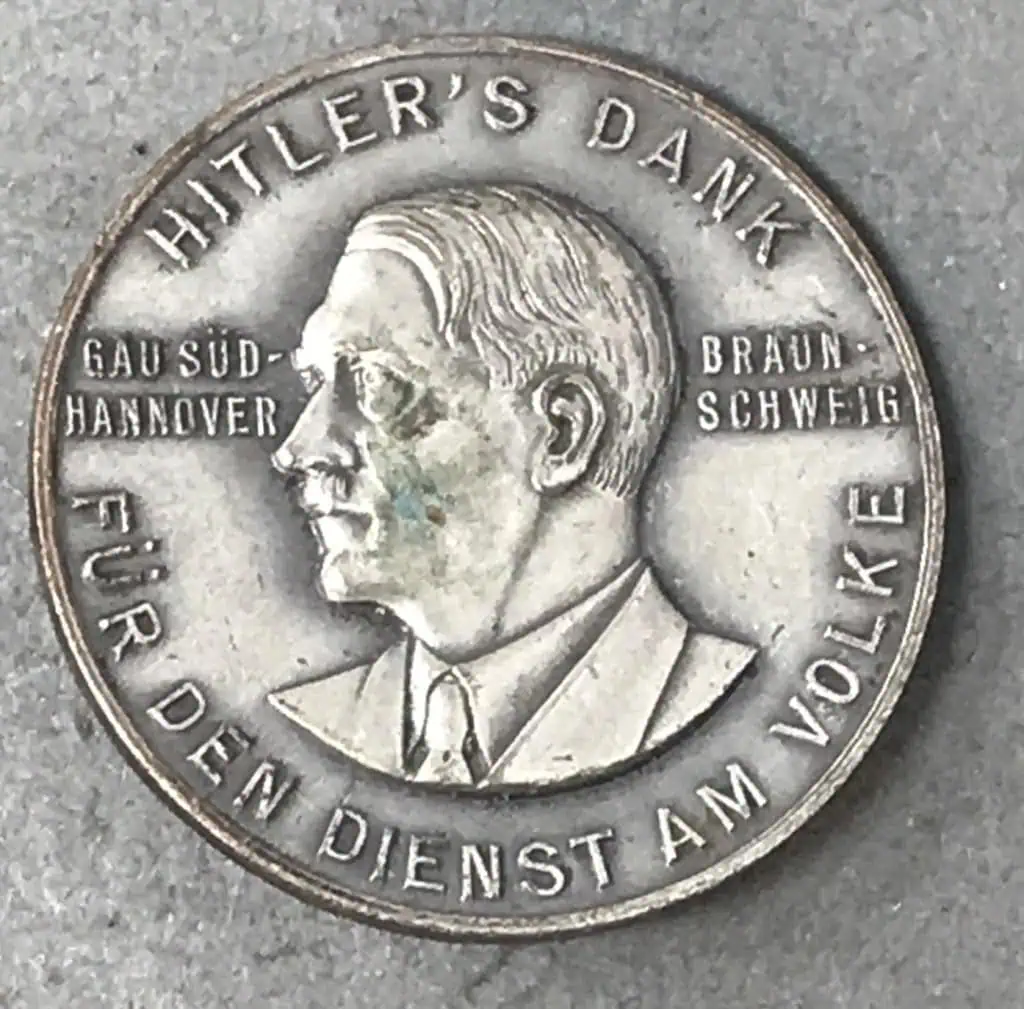 HITLER'S DANK
GAU SÜD-
HANNOVER
BRAUN-
SCHWEIG
FÜR DEN DIENST AM VOLKE